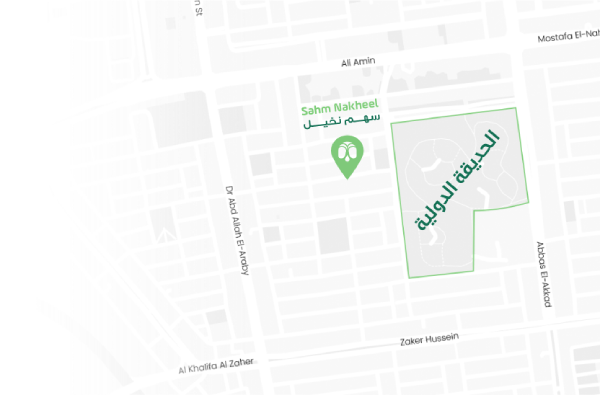 n St
Mostafa El-Nah
Ali Amin
Sahm Nakheel
سهم نخيل
الحديقة الدولية
Dr Abd Allah El-Araby
Abbas El-Akkad
Zaker Hussein
Al Khalifa Al Zaher